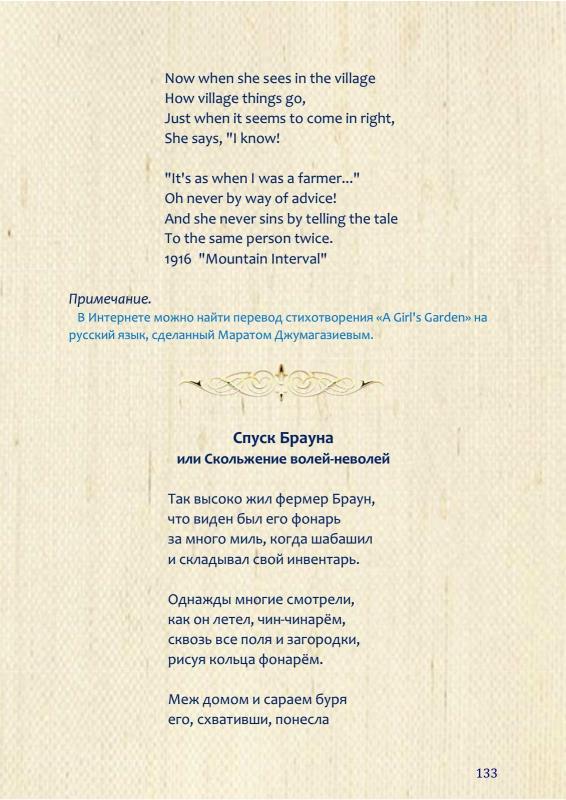 Now when she sees in the village
How village things go,
Just when it seems to come in right,
She says, "I know!
"It's as when I was a farmer..."
Oh never by way of advice!
And she never sins by telling the tale
To the same person twice.
1916 "Mountain Interval"
Примечание.
В Интернете можно найти перевод стихотворения «A Girl's Garden» на
русский язык, сделанный Маратом Джумагазиевым.
Спуск Брауна
или Скольжение волей-неволей
Так высоко жил фермер Браун,
что виден был его фонарь
за много миль, когда шабашил
и складывал свой инвентарь.
Однажды многие смотрели,
как он летел, чин-чинарём,
сквозь все поля и загородки,
рисуя кольца фонарём.
Меж домом и сараем буря
его, схвативши, понесла
133